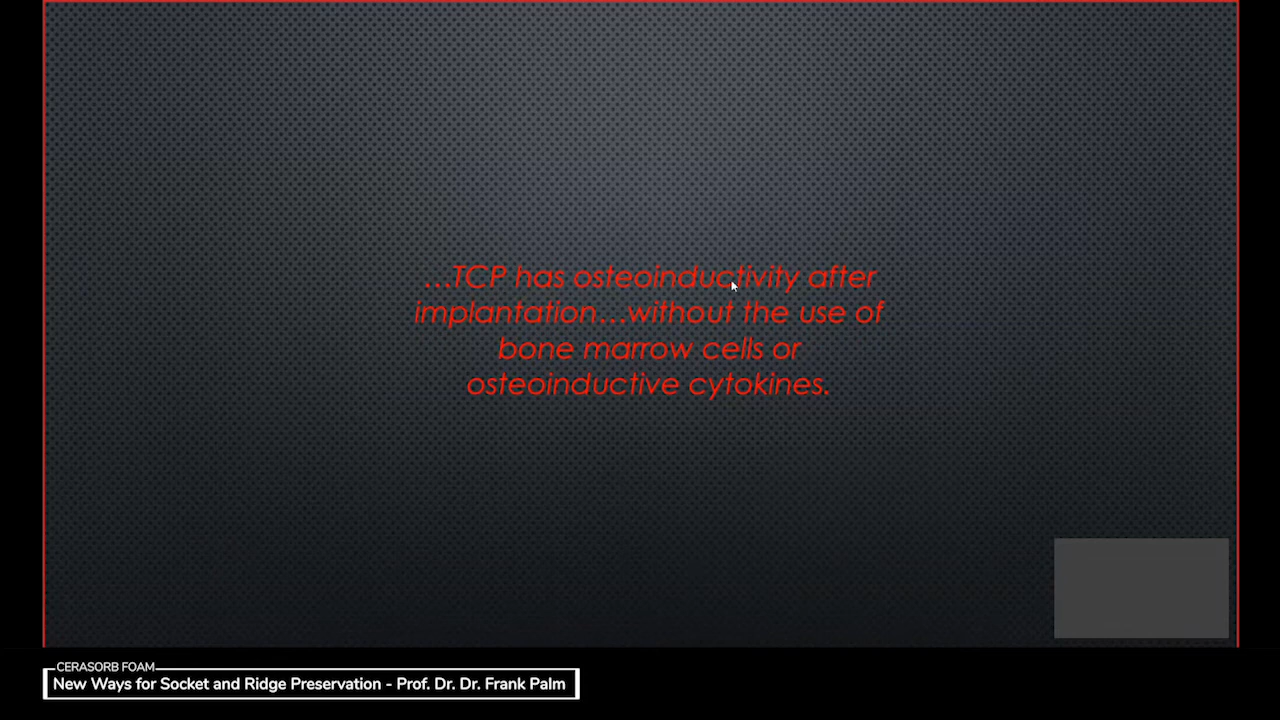 ...TCP has osteoinductivity after
implantation...without the use of
bone marrow cells or
osteoinductive cytokines.
CERASORB FOAM
New Ways for Socket and Ridge Preservation - Prof. Dr. Dr. Frank Palm